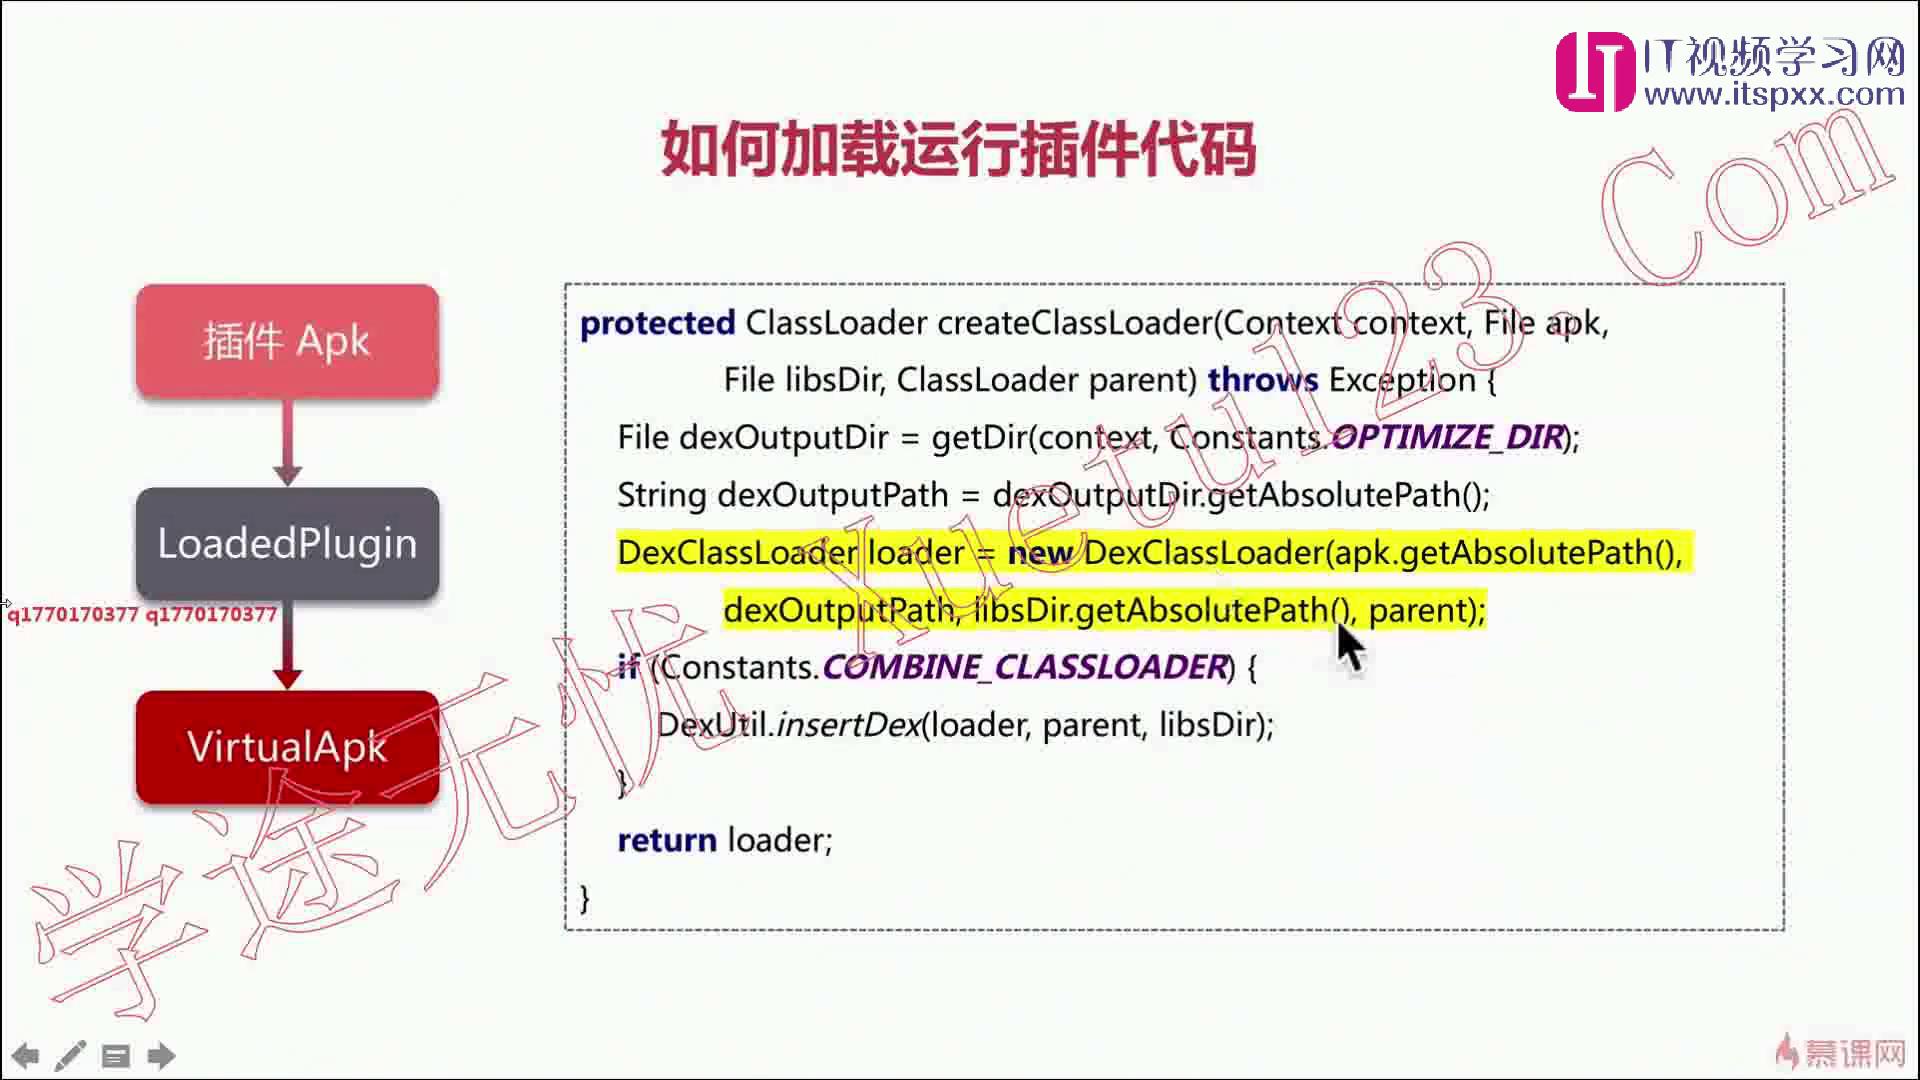 IT视频学习网
www.itspxx.com
如何加载运行插件代码
插件 Apk
LoadedPlugin
VirtualApk
q1770170377 q1770170377
protected ClassLoader createClassLoader(Context context, File apk,
File libsDir, ClassLoader parent) throws Exception {
File dexOutputDir = getDir(context, Constants.OPTIMIZE_DIR);
String dexOutputPath = dexOutputDir.getAbsolutePath();
DexClassLoader loader = new DexClassLoader(apk.getAbsolutePath(),
dexOutputPath, libsDir.getAbsolutePath(), parent);
if (Constants.COMBINE_CLASSLOADER) {
DexUtil.insertDex(loader, parent, libsDir);
}
return loader;
}
学途无忧 Xuetu123.Com
慕课网